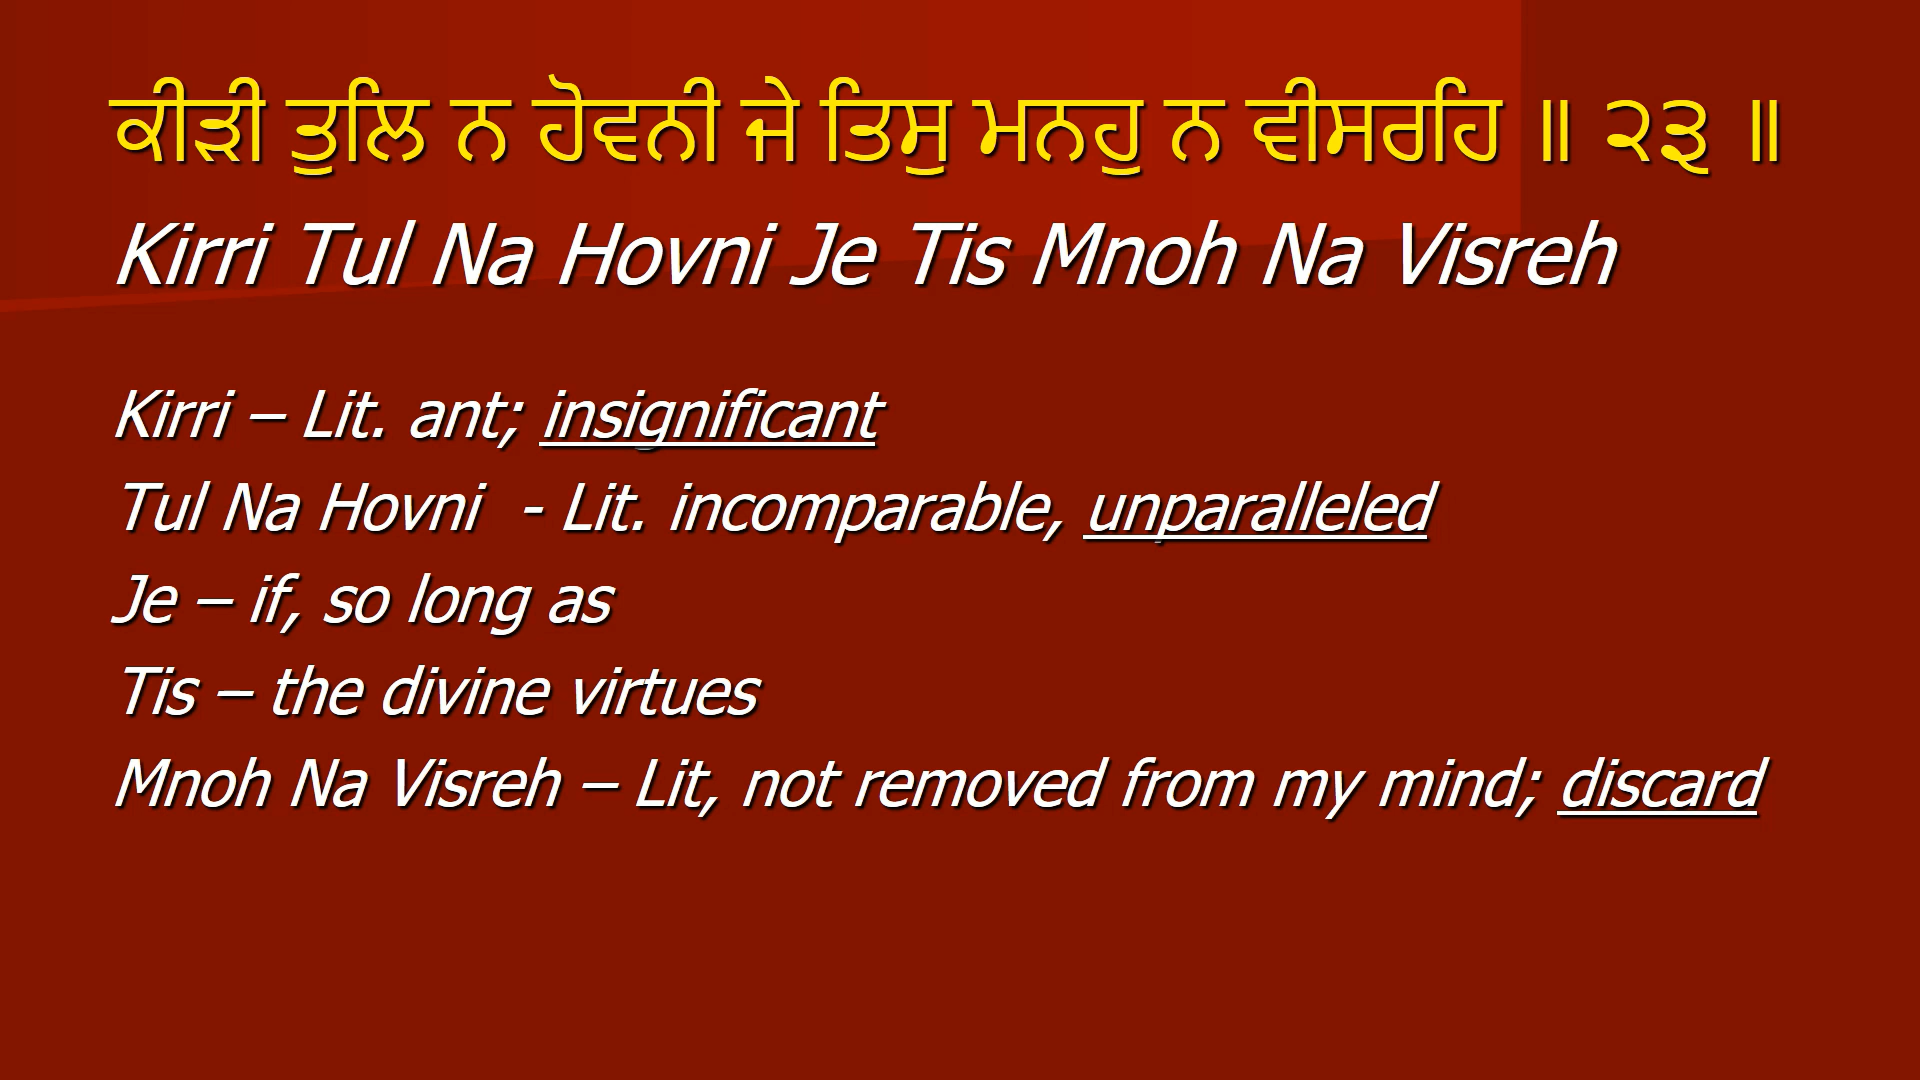 ਕੀੜੀ ਤੁਲਿ ਨ ਹੋਵਨੀ ਜੇ ਤਿਸੁ ਮਨਹੁ ਨ ਵੀਸਰਹਿ ॥ ੨੩ ॥
Kirri Tul Na Hovni Je Tis Mnoh Na Visreh
Kirri – Lit. ant; insignificant
Tul Na Hovni  - Lit. incomparable, unparalleled
Je – if, so long as
Tis – the divine virtues
Mnoh Na Visreh – Lit, not removed from my mind; discard